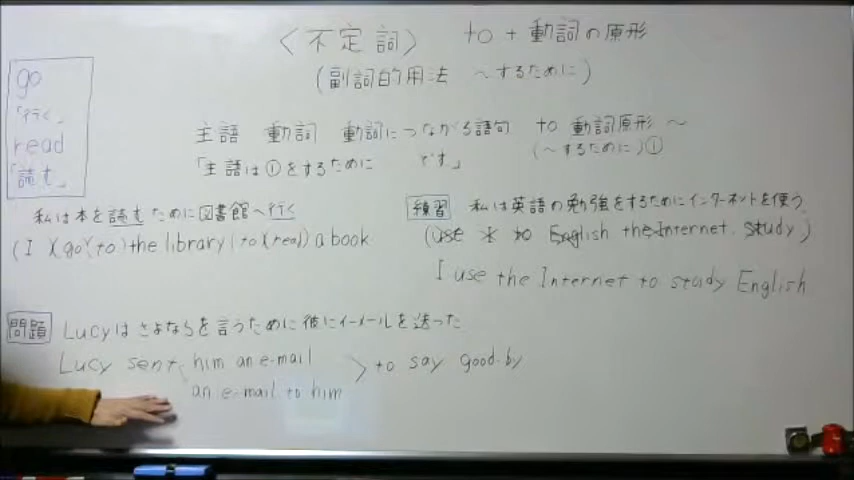 〈不定詞〉 to + 動詞の原形
(副詞的用法 ～するために)
go
「行く」
read
「読む」
主語 動詞 動詞につながる語句 to 動詞原形 ～
「主語は①をするために です。」 (～するために)①
私は本を読むために図書館へ行く
(I )(go)(to) the library (to)(read) a book
練習 私は英語の勉強をするためにインターネットを使う
(use I to English the Internet. study)
I use the Internet to study English
問題 Lucyはさよならを言うために彼にイーメールを送った
Lucy sent him an e-mail to say good-by
an e-mail to him